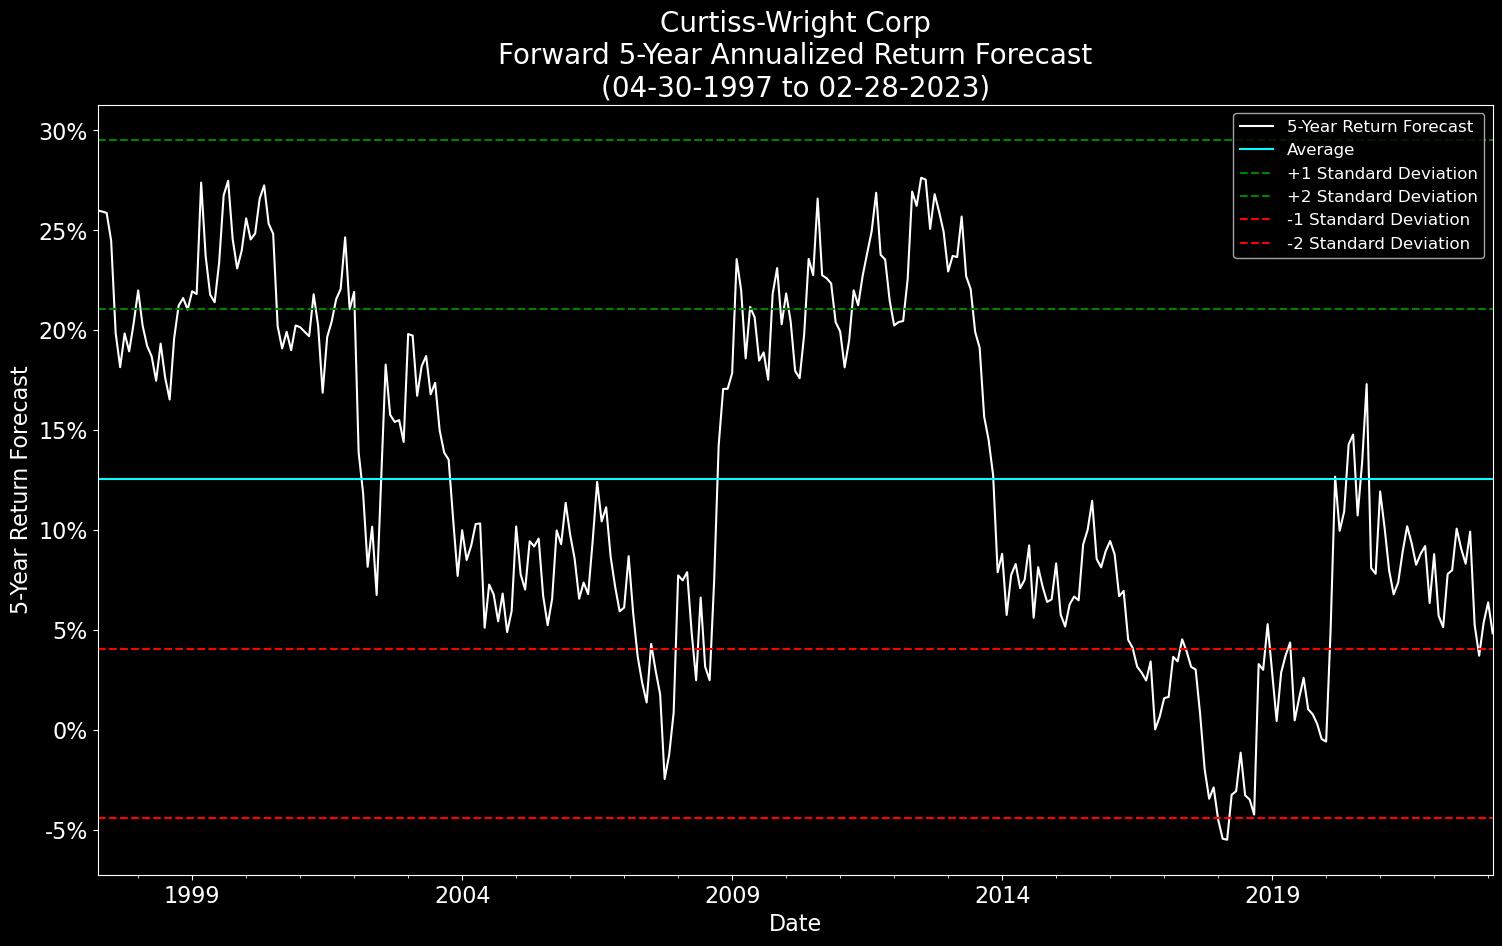 Curtiss-Wright Corp
Forward 5-Year Annualized Return Forecast
(04-30-1997 to 02-28-2023)
5-Year Return Forecast
Average
+1 Standard Deviation
+2 Standard Deviation
-1 Standard Deviation
-2 Standard Deviation
30%
25%
20%
15%
10%
5%
0%
-5%
5-Year Return Forecast
1999
2004
2009
2014
2019
Date